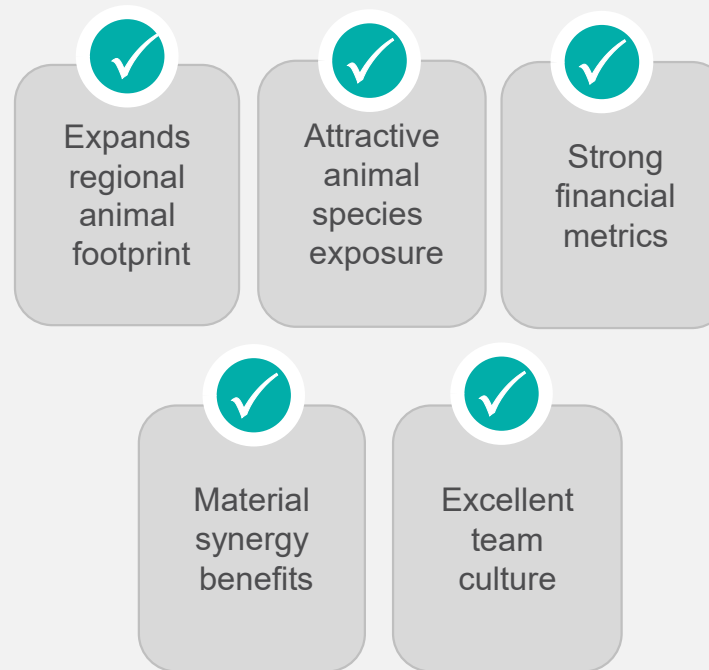 Expands
regional
animal
footprint
Attractive
animal
species
exposure
Strong
financial
metrics
Material
synergy
benefits
Excellent
team
culture